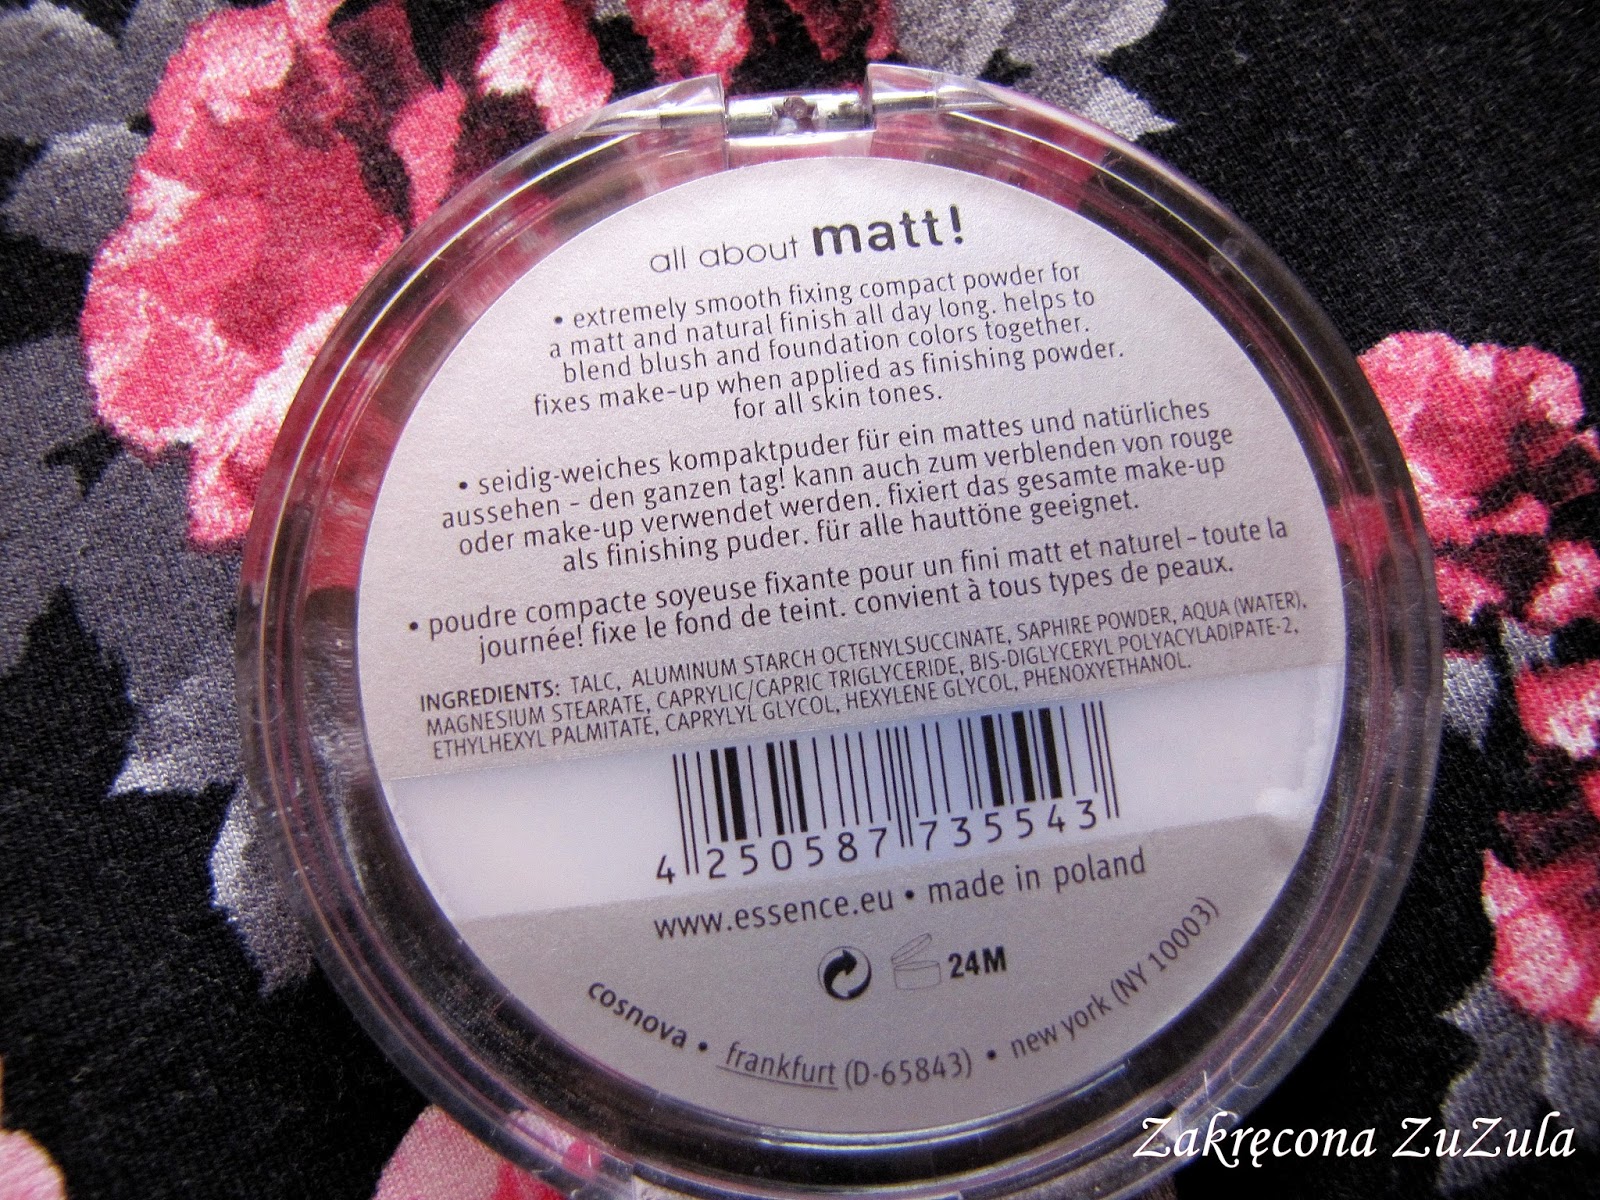 all about matt!
• extremely smooth fixing compact powder for
a matt and natural finish all day long. helps to
blend blush and foundation colors together.
fixes make-up when applied as finishing powder.
for all skin tones.
• seidig-weiches kompaktpuder für ein mattes und natürliches
aussehen – den ganzen tag! kann auch zum verblenden von rouge
oder make-up verwendet werden. fixiert das gesamte make-up
als finishing puder. für alle hauttöne geeignet.
• poudre compacte soyeuse fixante pour un fini matt et naturel – toute la
journée! fixe le fond de teint. convient à tous types de peaux.
INGREDIENTS: TALC, ALUMINUM STARCH OCTENYLSUCCINATE, SAPHIRE POWDER, AQUA (WATER),
MAGNESIUM STEARATE, CAPRYLIC/CAPRIC TRIGLYCERIDE, BIS-DIGLYCERYL POLYACYLADIPATE-2,
ETHYLHEXYL PALMITATE, CAPRYLYL GLYCOL, HEXYLENE GLYCOL, PHENOXYETHANOL.
4 250587 735543
www.essence.eu • made in poland
24M
cosnova • frankfurt (D-65843) • new york (NY 10003)
Zakręcona ZuZula